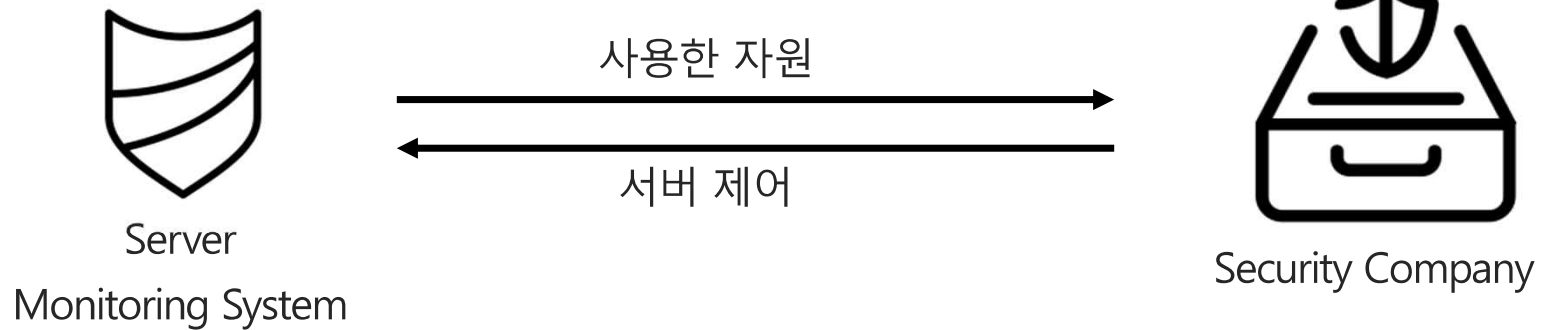 사용한 자원
서버 제어
Server
Monitoring System
Security Company